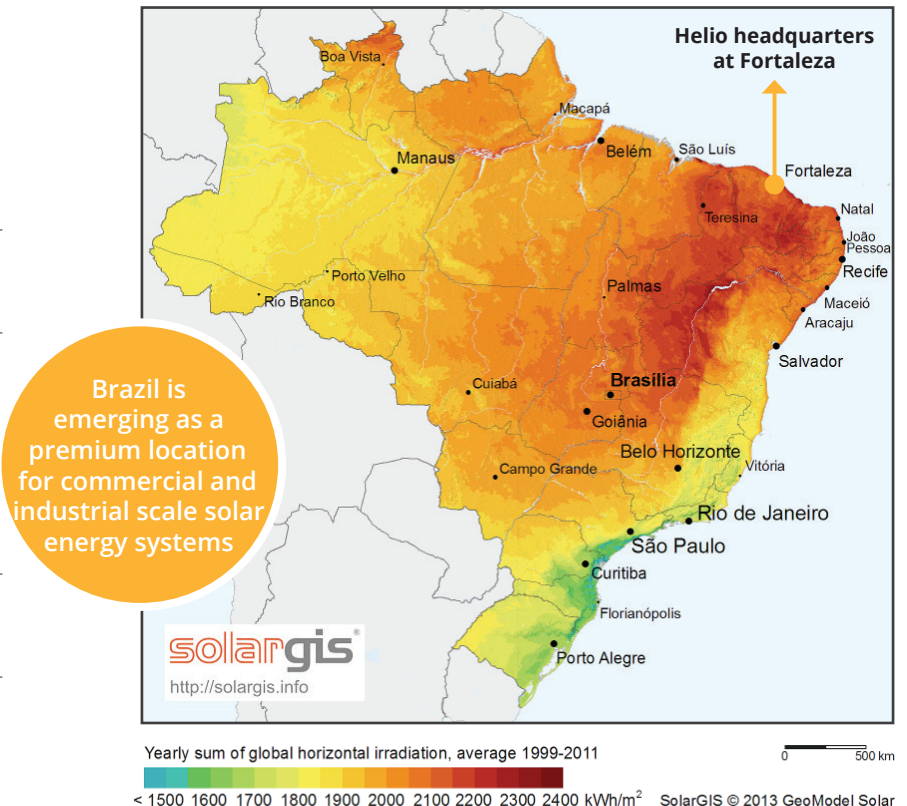 Helio headquarters
at Fortaleza
Boa Vista
Macapá
Belém
São Luís
Manaus
Fortaleza
Teresina
Natal
João
Pessoa
Recife
Porto Velho
Palmas
Rio Branco
Maceió
Aracaju
Salvador
Cuiabá
Brasília
Goiânia
Belo Horizonte
Campo Grande
Vitória
Rio de Janeiro
São Paulo
Curitiba
Florianópolis
Porto Alegre
Brazil is
emerging as a
premium location
for commercial and
industrial scale solar
energy systems
solargis®
http://solargis.info
Yearly sum of global horizontal irradiation, average 1999-2011
0 500 km
< 1500 1600 1700 1800 1900 2000 2100 2200 2300 2400 kWh/m²
SolarGIS © 2013 GeoModel Solar